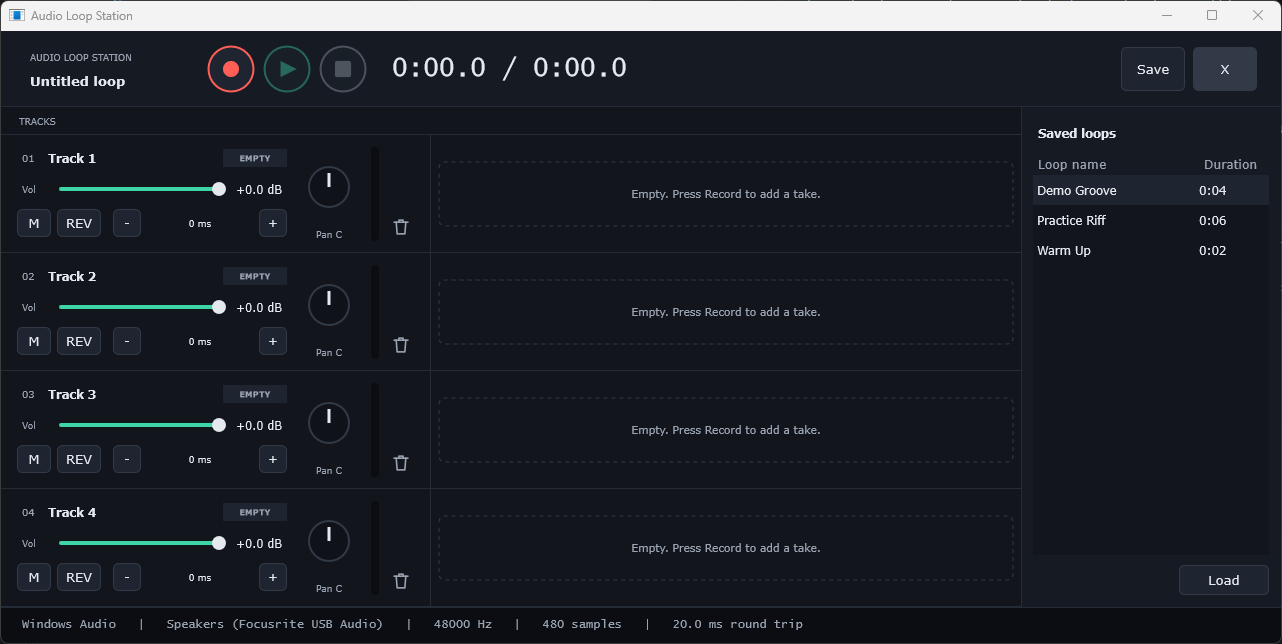 Audio Loop Station
AUDIO LOOP STATION
Untitled loop
0:00.0 / 0:00.0
Save
X
TRACKS
01 Track 1 EMPTY
Vol +0.0 dB
M REV - 0 ms +
Pan C
Empty. Press Record to add a take.
02 Track 2 EMPTY
Vol +0.0 dB
M REV - 0 ms +
Pan C
Empty. Press Record to add a take.
03 Track 3 EMPTY
Vol +0.0 dB
M REV - 0 ms +
Pan C
Empty. Press Record to add a take.
04 Track 4 EMPTY
Vol +0.0 dB
M REV - 0 ms +
Pan C
Empty. Press Record to add a take.
Saved loops
Loop name Duration
Demo Groove 0:04
Practice Riff 0:06
Warm Up 0:02
Load
Windows Audio | Speakers (Focusrite USB Audio) | 48000 Hz | 480 samples | 20.0 ms round trip